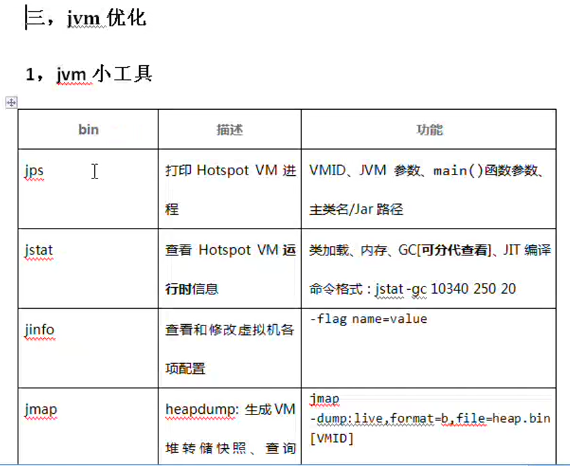 三，jvm 优化
1，jvm 小工具
bin 描述 功能
jps 打印 Hotspot VM 进 VMID、JVM 参数、main()函数参数、
程 主类名/Jar 路径
jstat 查看 Hotspot VM 运 类加载、内存、GC[可分代查看]、JIT 编译
行时信息 命令格式：jstat -gc 10340 250 20
jinfo 查看和修改虚拟机各 -flag name=value
项配置
jmap heapdump: 生成 VM jmap
堆转储快照、查询 -dump:live,format=b,file=heap.bin
[VMID]